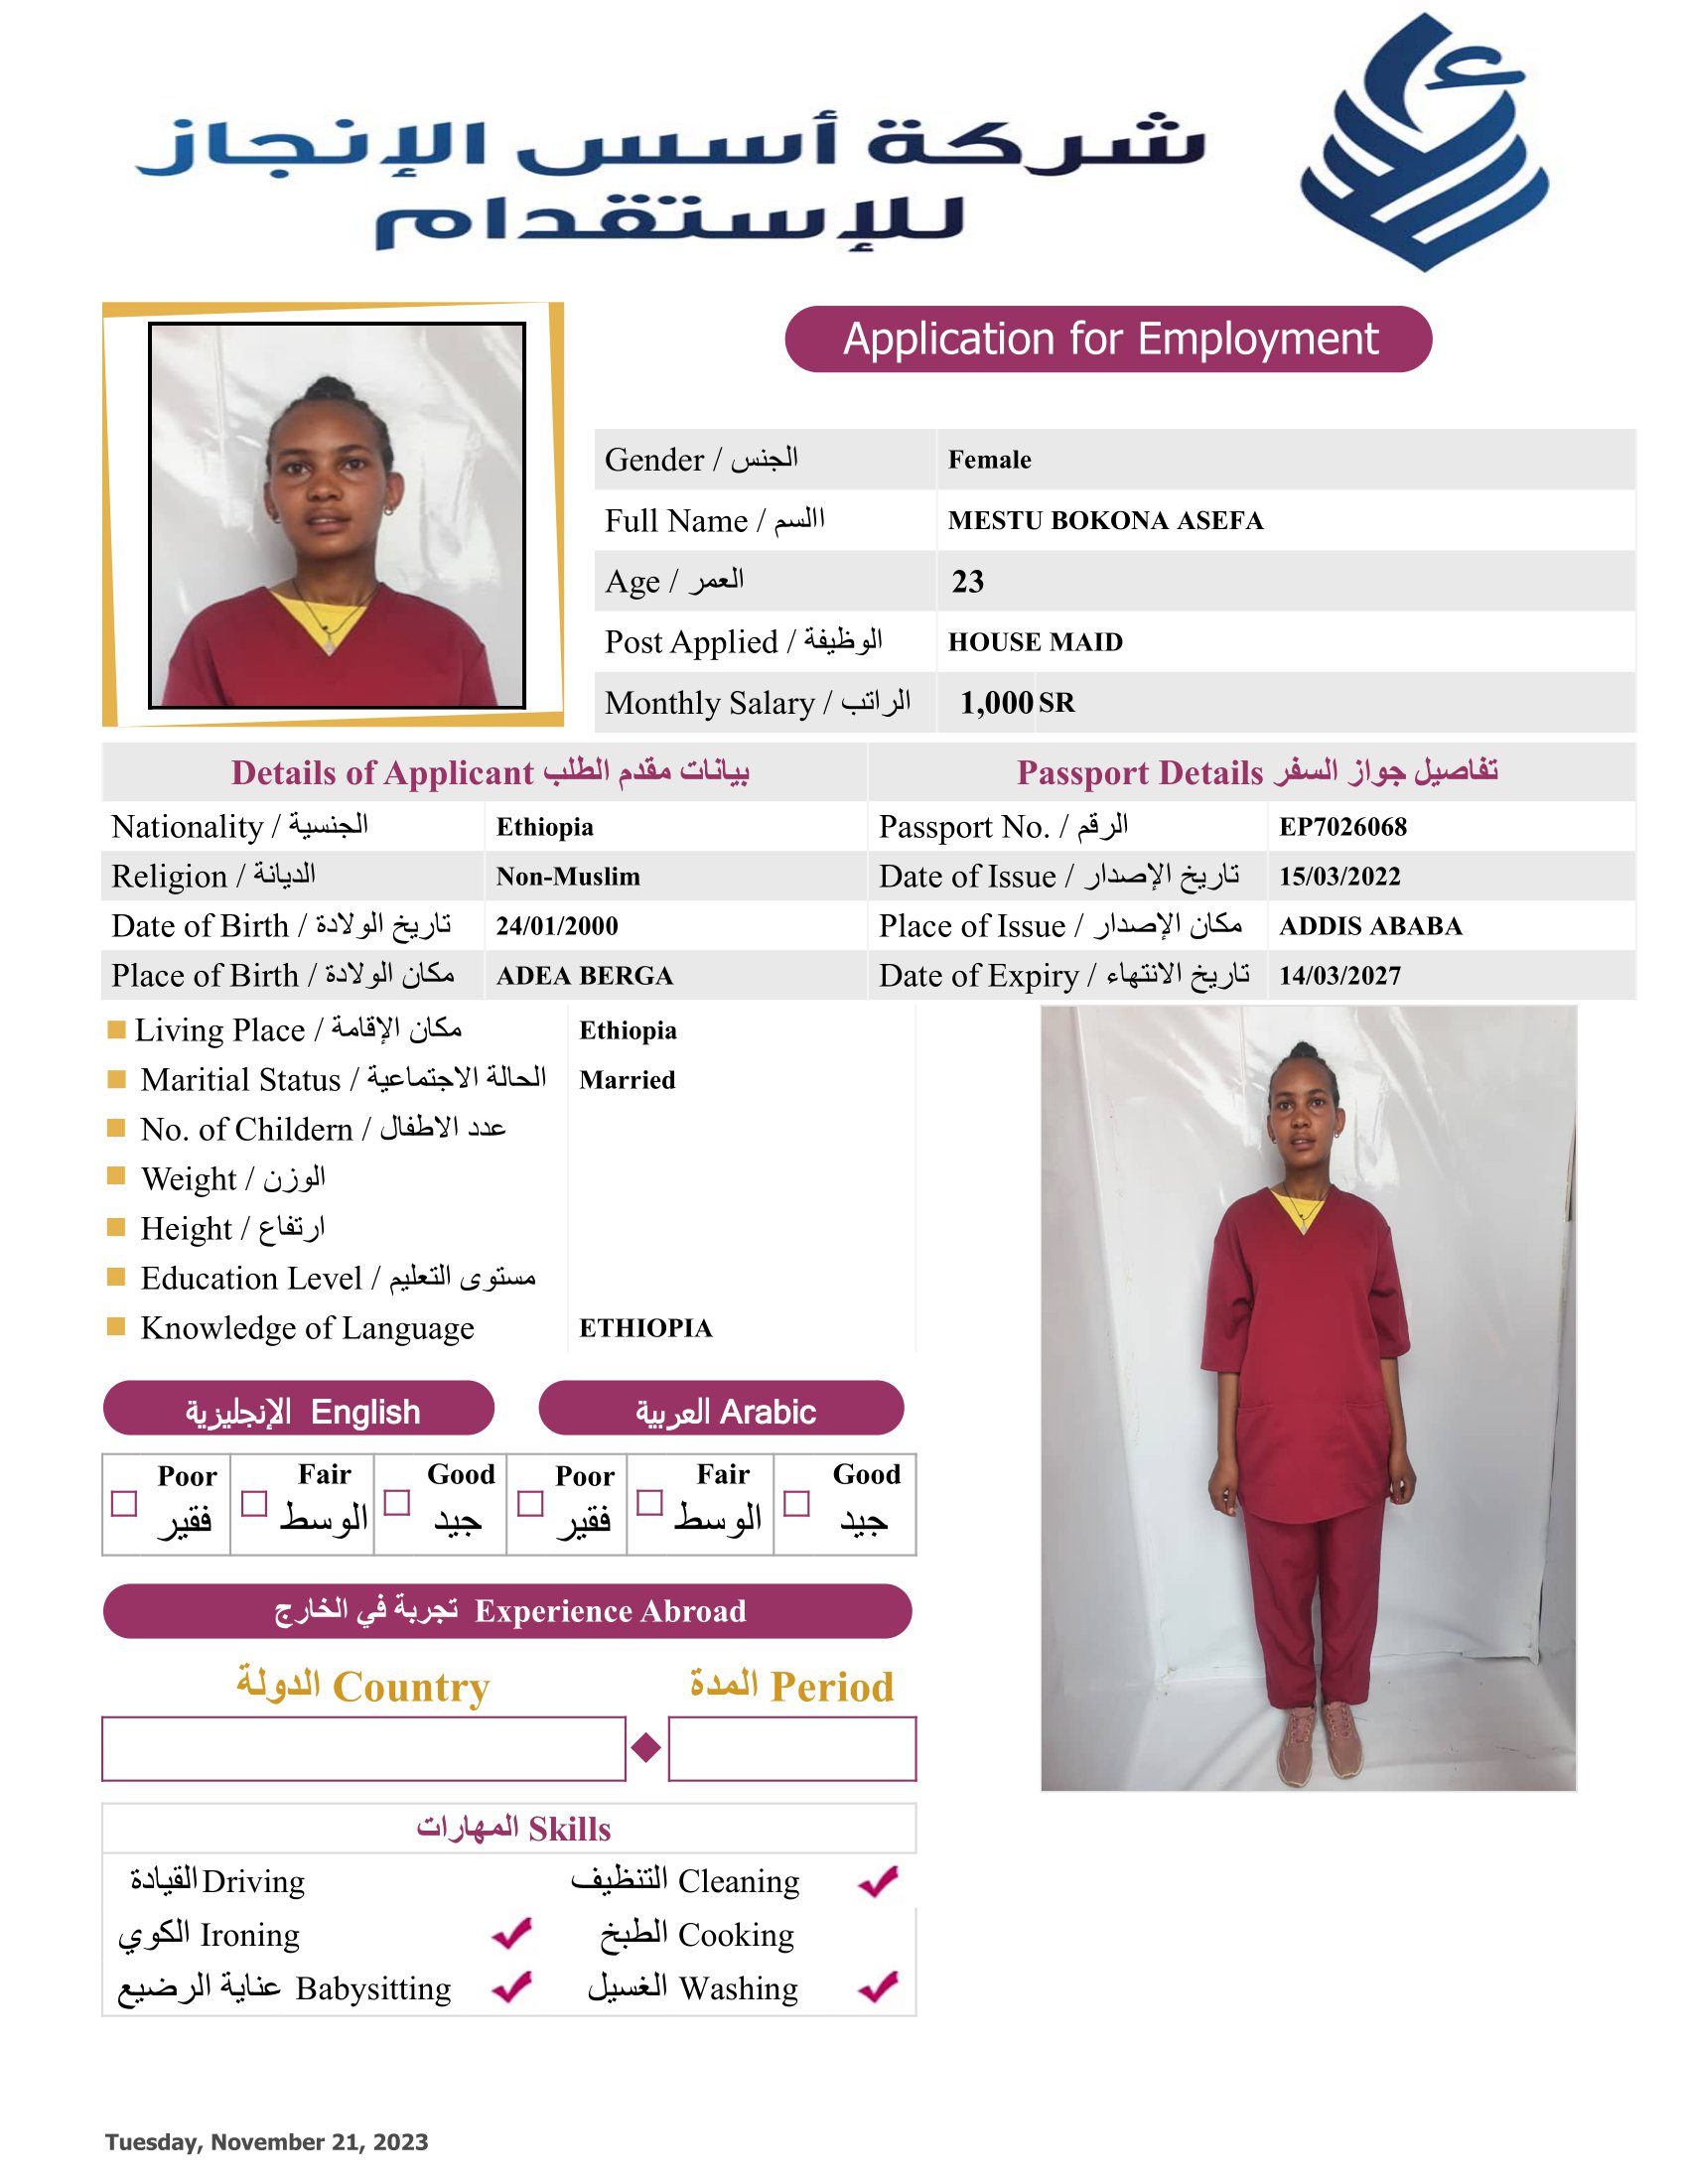 شركة أسس الإنجاز
للإستقدام
Application for Employment
Gender / الجنس Female
Full Name / االسم MESTU BOKONA ASEFA
Age / العمر 23
Post Applied / الوظيفة HOUSE MAID
Monthly Salary / الراتب 1,000 SR
Details of Applicant بيانات مقدم الطلب Passport Details تفاصيل جواز السفر
Nationality / الجنسية Ethiopia Passport No. / الرقم EP7026068
Religion / الديانة Non-Muslim Date of Issue / تاريخ الإصدار 15/03/2022
Date of Birth / تاريخ الولادة 24/01/2000 Place of Issue / مكان الإصدار ADDIS ABABA
Place of Birth / مكان الولادة ADEA BERGA Date of Expiry / تاريخ الانتهاء 14/03/2027
Living Place / مكان الإقامة Ethiopia
Maritial Status / الحالة الاجتماعية Married
No. of Childern / عدد الاطفال
Weight / الوزن
Height / ارتفاع
Education Level / مستوى التعليم
Knowledge of Language ETHIOPIA
الإنجليزية English العربية Arabic
Poor Fair Good Poor Fair Good
فقير الوسط جيد فقير الوسط جيد
تجربة في الخارج Experience Abroad
الدولة Country المدة Period
المهارات Skills
القيادة Driving التنظيف Cleaning
الكوي Ironing الطبخ Cooking
عناية الرضيع Babysitting الغسيل Washing
Tuesday, November 21, 2023